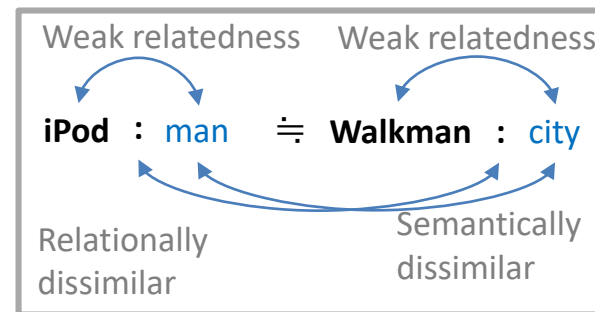 Weak relatedness Weak relatedness
iPod : man ≒ Walkman : city
Relationally dissimilar
Semantically dissimilar